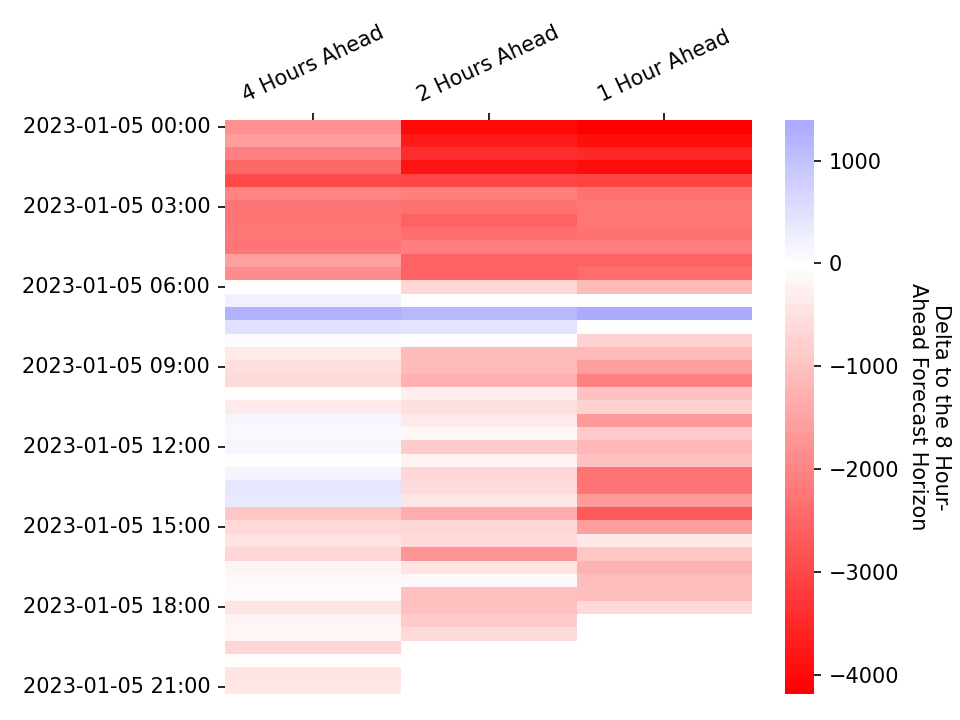 4 Hours Ahead
2 Hours Ahead
1 Hour Ahead
2023-01-05 00:00
2023-01-05 03:00
2023-01-05 06:00
2023-01-05 09:00
2023-01-05 12:00
2023-01-05 15:00
2023-01-05 18:00
2023-01-05 21:00
1000
0
−1000
−2000
−3000
−4000
Delta to the 8 Hour-
Ahead Forecast Horizon